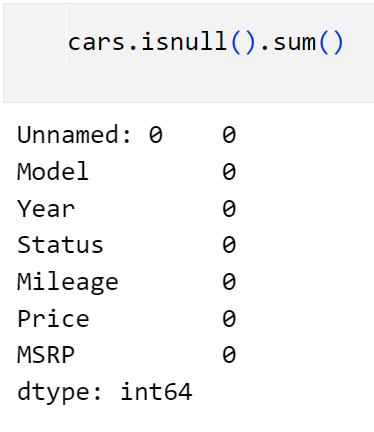 cars.isnull().sum()
Unnamed: 0    0
Model         0
Year          0
Status        0
Mileage       0
Price         0
MSRP          0
dtype: int64